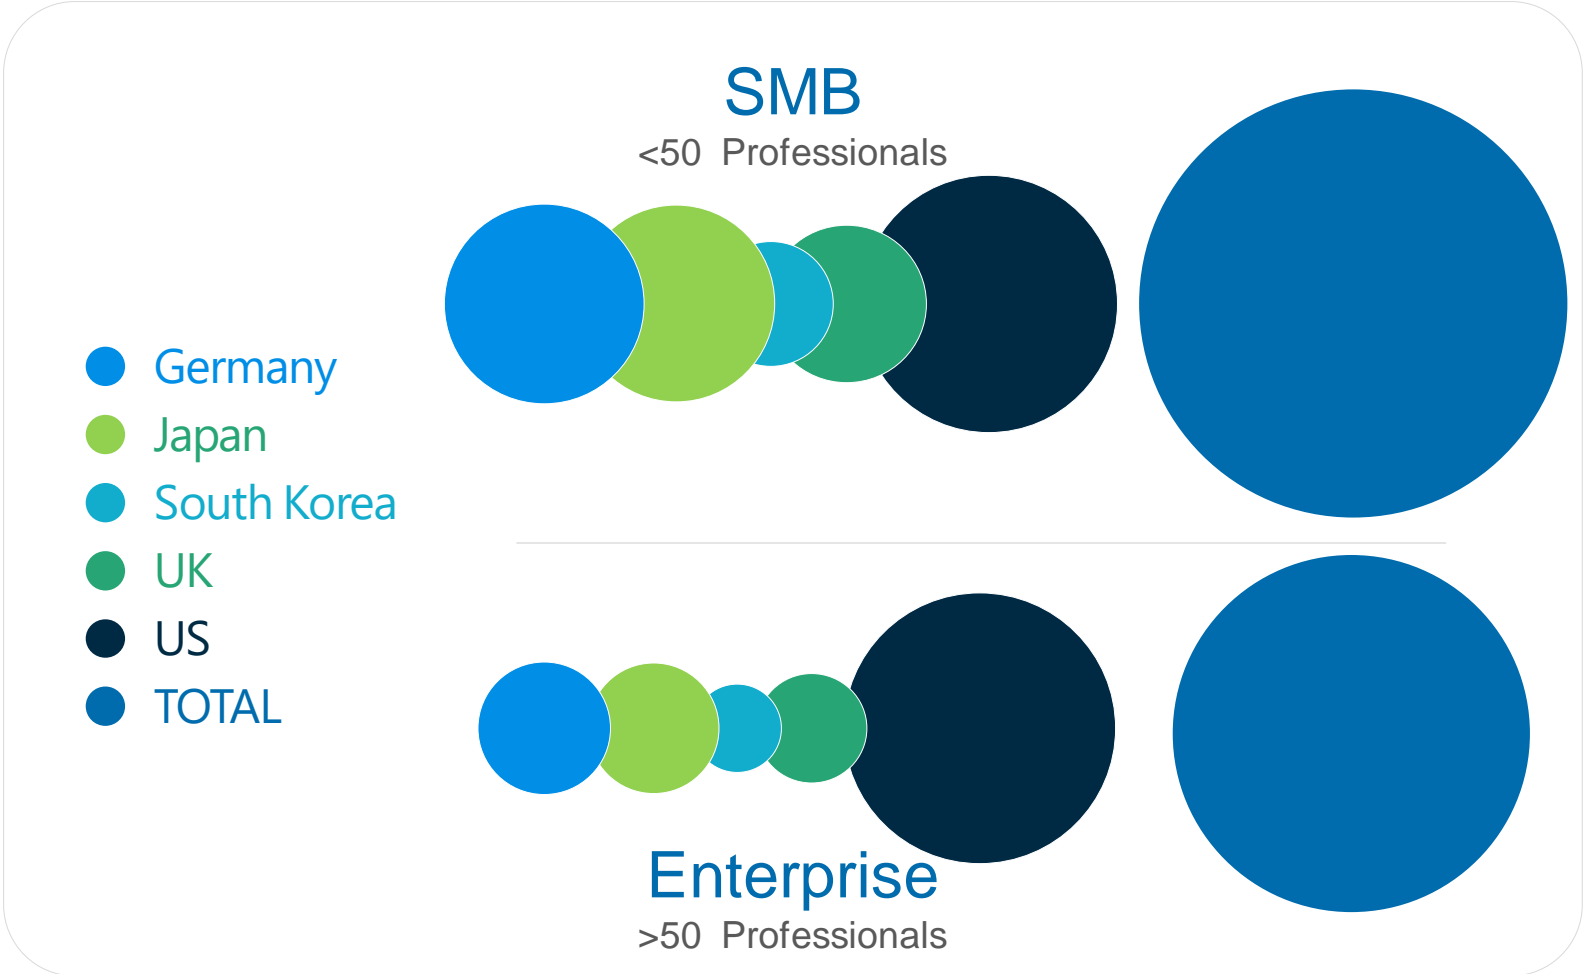 SMB
<50 Professionals
Germany
Japan
South Korea
UK
US
TOTAL
Enterprise
>50 Professionals